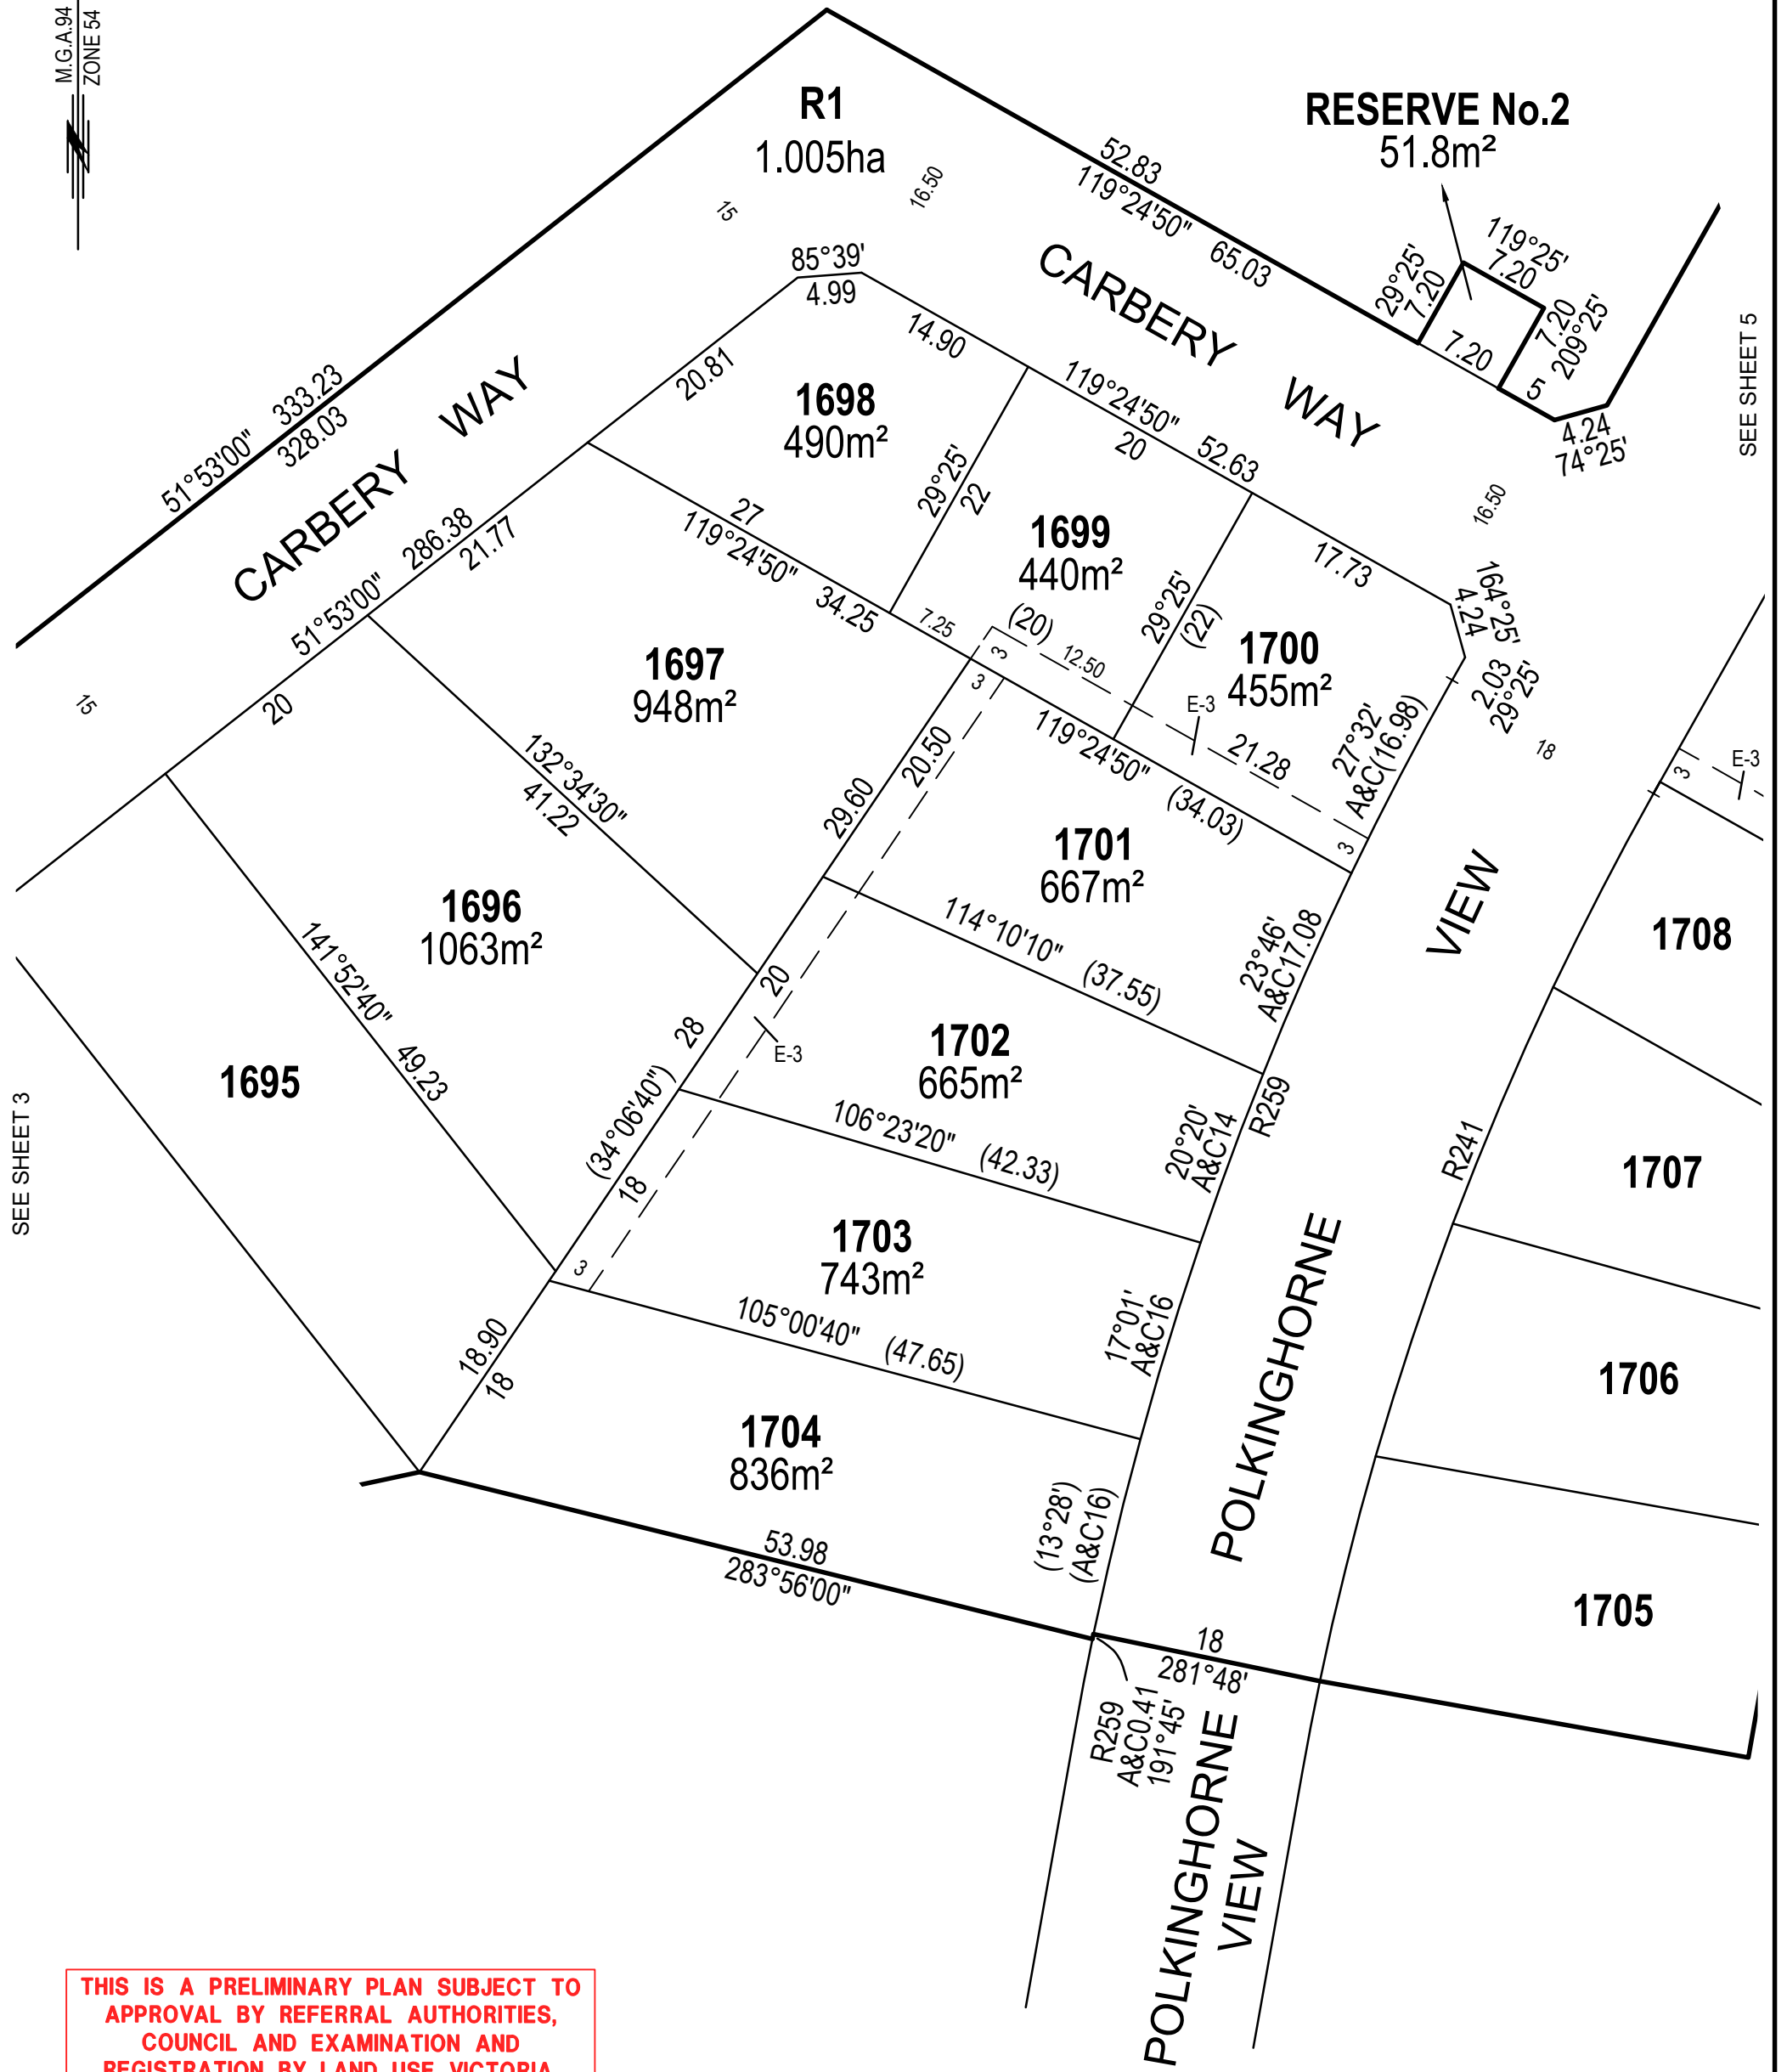 M.G.A.94
ZONE 54
R1
1.005ha
RESERVE No.2
51.8m²
52.83
119°24'50"
65.03
16.50
15
29°25'
7.20
119°25'
7.20
7.20
209°25'
7.20
5
4.24
74°25'
SEE SHEET 5
85°39'
4.99
CARBERY WAY
14.90
20.81
333.23
51°53'00"
328.03
CARBERY WAY
1698
490m²
119°24'50"
20
52.63
29°25'
22
27
119°24'50"
34.25
286.38
51°53'00"
21.77
1699
440m²
17.73
16.50
164°25'
4.24
29°25'
(22)
7.25
(20)
3
12.50
1700
455m²
2.03
29°25'
18
1697
948m²
15
20
3
E-3
119°24'50"
21.28
(34.03)
27°32'
A&C(16.98)
3
E-3
3
132°34'30"
41.22
20.50
29.60
1701
667m²
VIEW
1696
1063m²
141°52'40"
49.23
114°10'10"
(37.55)
23°46'
A&C17.08
1708
20
28
E-3
1702
665m²
1695
SEE SHEET 3
(34°06'40")
18
106°23'20"
(42.33)
20°20'
A&C14
R259
R241
1707
1703
743m²
3
105°00'40"
(47.65)
17°01'
A&C16
18.90
18
POLKINGHORNE
1706
1704
836m²
(13°28')
(A&C16)
53.98
283°56'00"
1705
18
281°48'
R259
A&C0.41
191°45'
POLKINGHORNE
VIEW
THIS IS A PRELIMINARY PLAN SUBJECT TO
APPROVAL BY REFERRAL AUTHORITIES,
COUNCIL AND EXAMINATION AND
REGISTRATION BY LAND USE VICTORIA